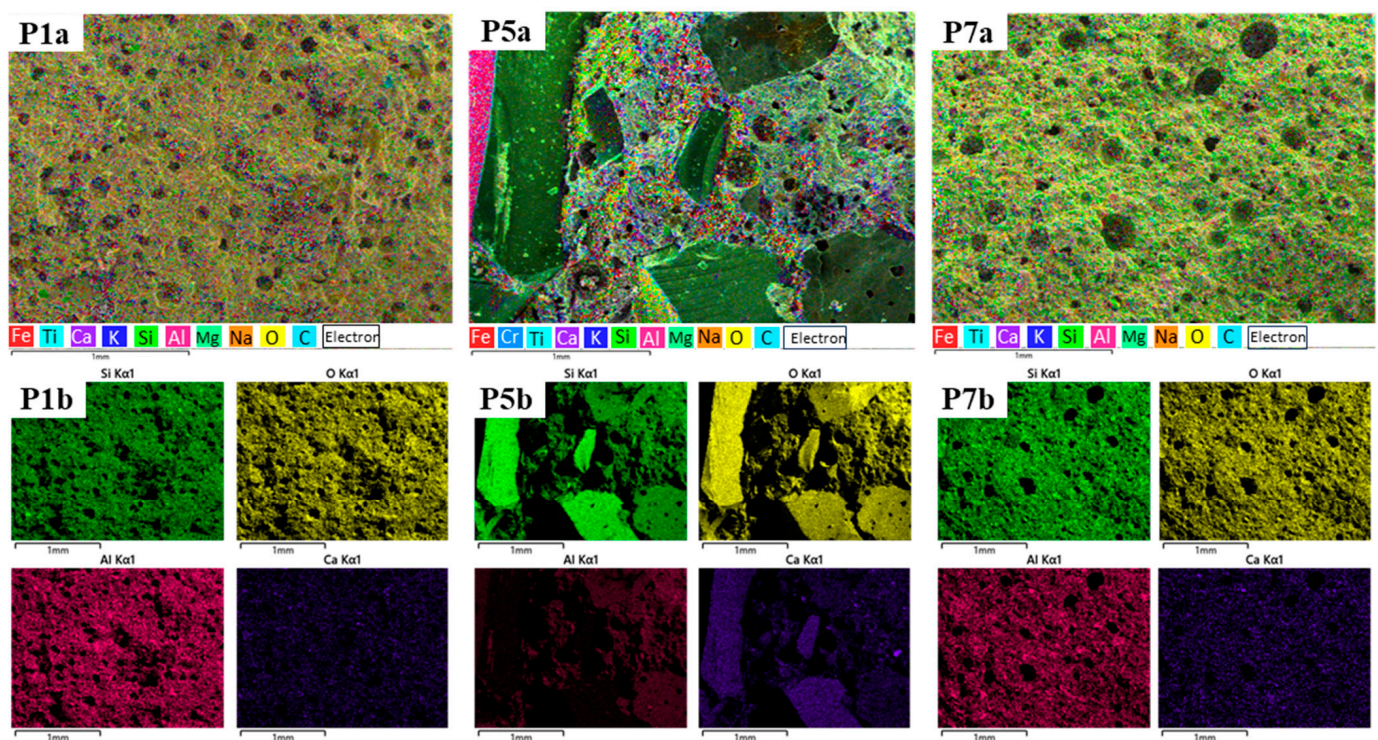 P1a
P5a
P7a
Fe Ti Ca K Si Al Mg Na O C Electron
1mm
Fe Cr Ti Ca K Si Al Mg Na O C Electron
1mm
Fe Ti Ca K Si Al Mg Na O C Electron
1mm
P1b
Si Kα1
O Kα1
1mm
1mm
Al Kα1
Ca Kα1
1mm
1mm
P5b
Si Kα1
O Kα1
1mm
1mm
Al Kα1
Ca Kα1
1mm
1mm
P7b
Si Kα1
O Kα1
1mm
1mm
Al Kα1
Ca Kα1
1mm
1mm